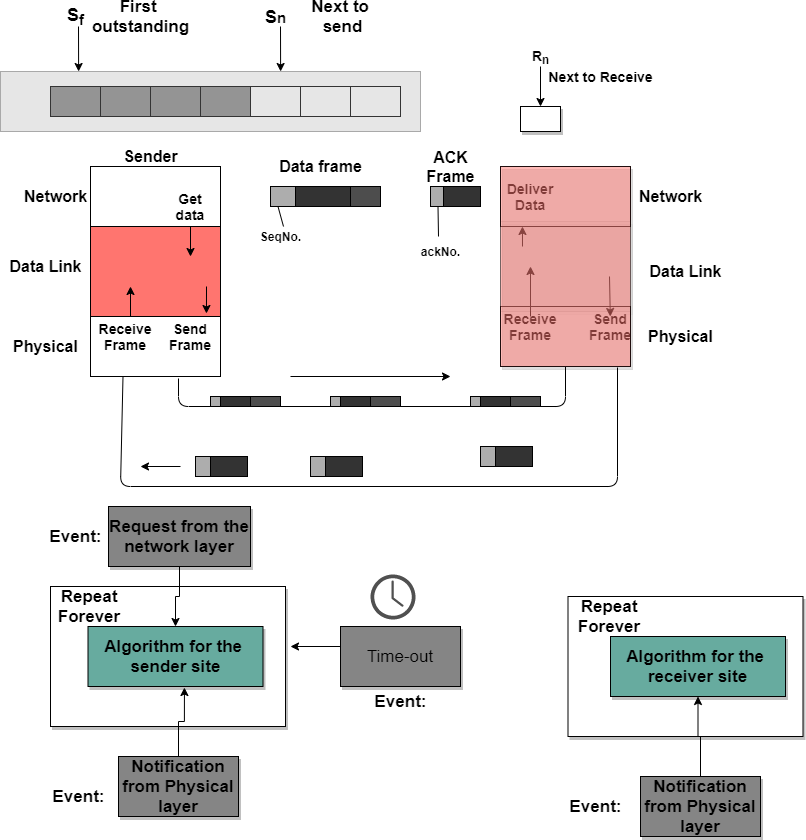 Sf
First
outstanding
Sn
Next to
send
Rn
Next to Receive
Sender
Data frame
ACK
Frame
Network
Get
data
SeqNo.
ackNo.
Deliver
Data
Network
Data Link
Data Link
Physical
Receive
Frame
Send
Frame
Receive
Frame
Send
Frame
Physical
Event:
Request from the
network layer
Repeat
Forever
Algorithm for the
sender site
Time-out
Event:
Event:
Notification
from Physical
layer
Repeat
Forever
Algorithm for the
receiver site
Event:
Notification
from Physical
layer